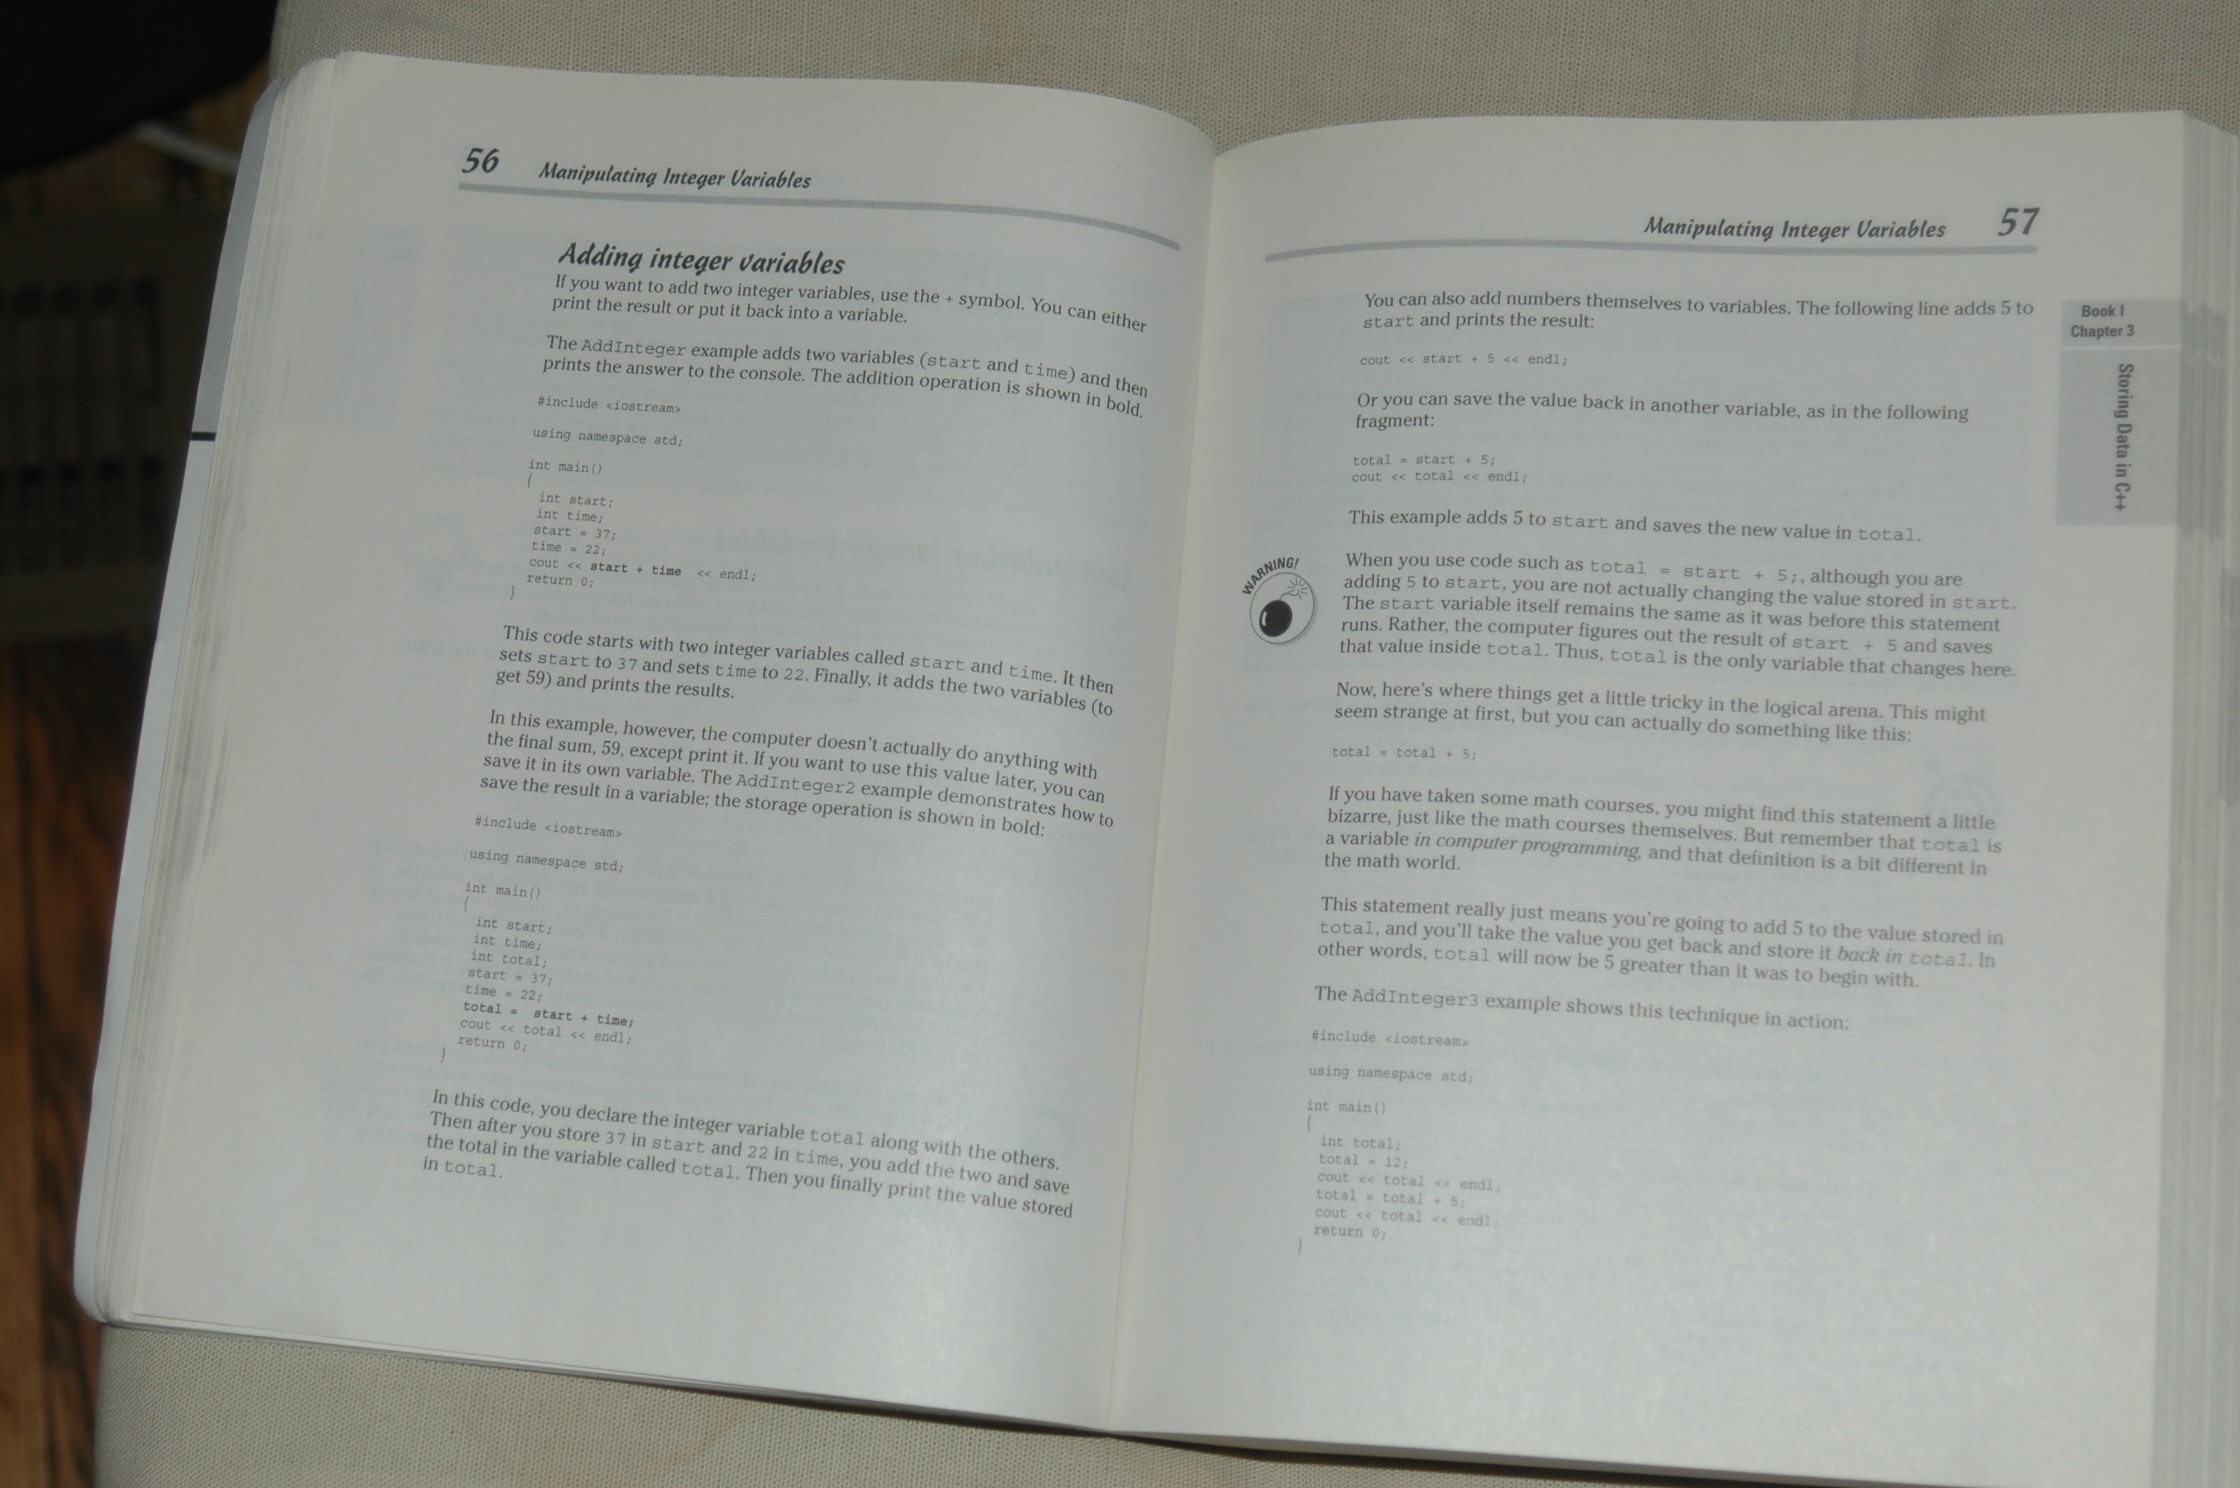 56 Manipulating Integer Variables
Adding integer variables
If you want to add two integer variables, use the + symbol. You can either
print the result or put it back into a variable.
The AddInteger example adds two variables (start and time) and then
prints the answer to the console. The addition operation is shown in bold.
#include <iostream>
using namespace std;
int main()
{
int start;
int time;
start = 37;
time = 22;
cout << start + time << endl;
return 0;
}
This code starts with two integer variables called start and time. It then
sets start to 37 and sets time to 22. Finally, it adds the two variables (to
get 59) and prints the results.
In this example, however, the computer doesn't actually do anything with
the final sum, 59, except print it. If you want to use this value later, you can
save it in its own variable. The AddInteger2 example demonstrates how to
save the result in a variable; the storage operation is shown in bold:
#include <iostream>
using namespace std;
int main()
{
int start;
int time;
int total;
start = 37;
time = 22;
total = start + time;
cout << total << endl;
return 0;
}
In this code, you declare the integer variable total along with the others.
Then after you store 37 in start and 22 in time, you add the two and save
the total in the variable called total. Then you finally print the value stored
in total.
Manipulating Integer Variables 57
You can also add numbers themselves to variables. The following line adds 5 to
start and prints the result:
cout << start + 5 << endl;
Or you can save the value back in another variable, as in the following
fragment:
total = start + 5;
cout << total << endl;
This example adds 5 to start and saves the new value in total.
WARNING!
When you use code such as total = start + 5;, although you are
adding 5 to start, you are not actually changing the value stored in start.
The start variable itself remains the same as it was before this statement
runs. Rather, the computer figures out the result of start + 5 and saves
that value inside total. Thus, total is the only variable that changes here.
Now, here's where things get a little tricky in the logical arena. This might
seem strange at first, but you can actually do something like this:
total = total + 5;
If you have taken some math courses, you might find this statement a little
bizarre, just like the math courses themselves. But remember that total is
a variable in computer programming, and that definition is a bit different in
the math world.
This statement really just means you're going to add 5 to the value stored in
total, and you'll take the value you get back and store it back in total. In
other words, total will now be 5 greater than it was to begin with.
The AddInteger3 example shows this technique in action:
#include <iostream>
using namespace std;
int main()
{
int total;
total = 12;
cout << total << endl;
total = total + 5;
cout << total << endl;
return 0;
}
Book I
Chapter 3
Storing Data in C++